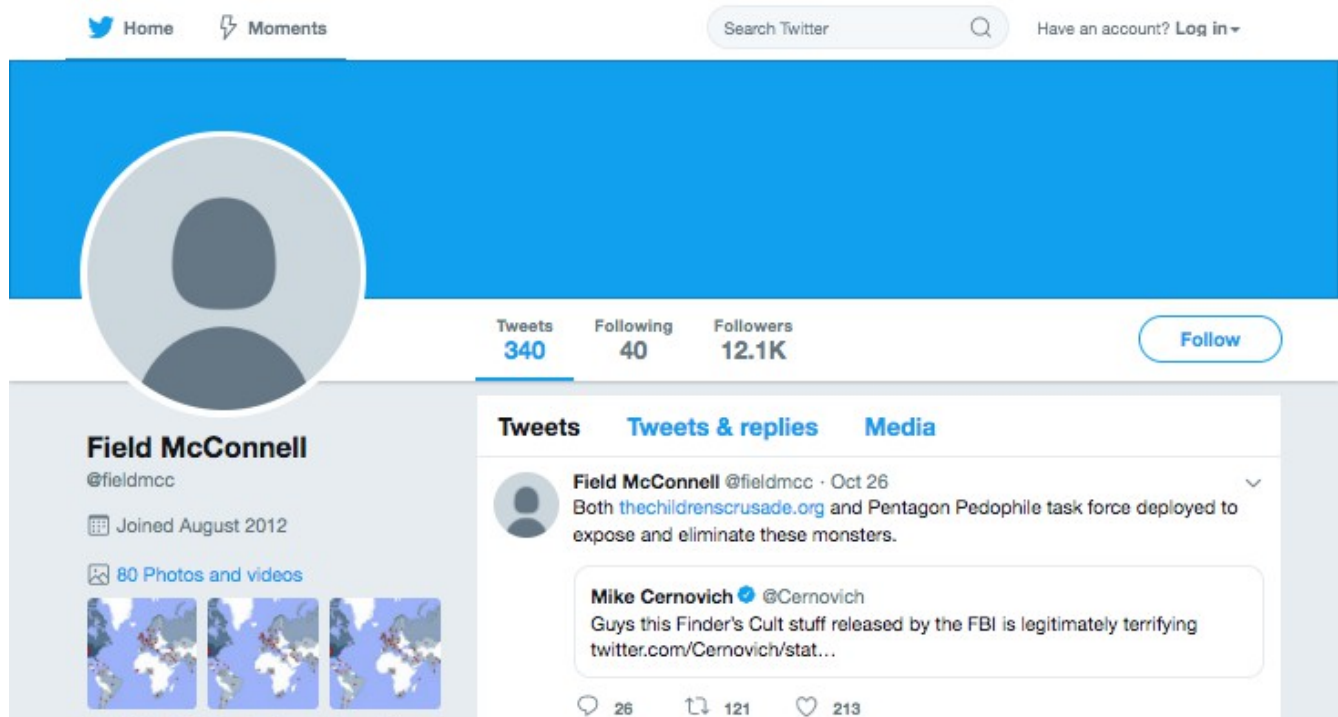 Home Moments Search Twitter Have an account? Log in
Tweets Following Followers
340 40 12.1K Follow
Field McConnell
@fieldmcc
Joined August 2012
80 Photos and videos
Tweets Tweets & replies Media
Field McConnell @fieldmcc · Oct 26
Both thechildrenscrusade.org and Pentagon Pedophile task force deployed to
expose and eliminate these monsters.
Mike Cernovich @Cernovich
Guys this Finder's Cult stuff released by the FBI is legitimately terrifying
twitter.com/Cernovich/stat...
26 121 213